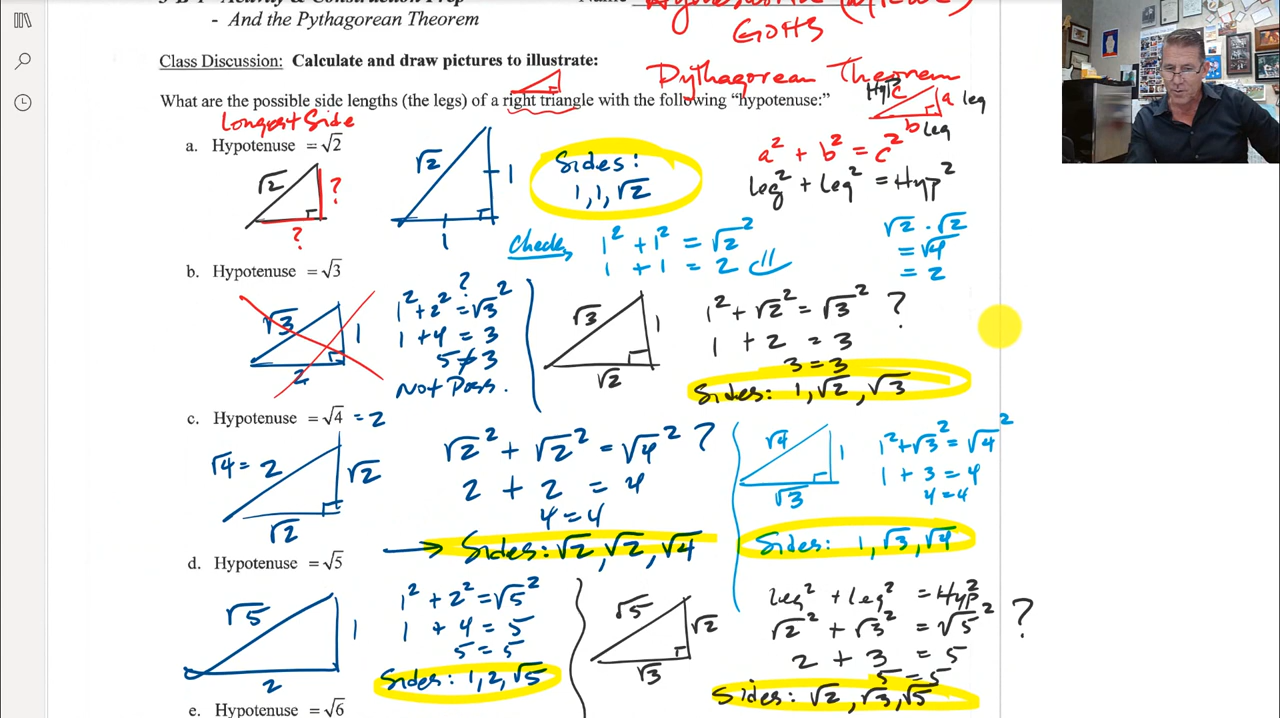 - And the Pythagorean Theorem
GOHS
Class Discussion: Calculate and draw pictures to illustrate:
Pythagorean Theorem
What are the possible side lengths (the legs) of a right triangle with the following “hypotenuse:”
HYP c a leg
b leg
Longest Side
a. Hypotenuse = √2
√2 ?
?
√2 1
1
Sides:
1, 1, √2
a² + b² = c²
leg² + leg² = Hyp²
Check, 1² + 1² = √2²
1 + 1 = 2
√2 · √2
= √4
= 2
b. Hypotenuse = √3
√3 1
2
?
1² + 2² = √3²
1 + 4 = 3
5 ≠ 3
Not Poss.
√3 1
√2
1² + √2² = √3² ?
1 + 2 = 3
3 = 3
Sides: 1, √2, √3
c. Hypotenuse = √4 = 2
√4 = 2 √2
√2
√2² + √2² = √4² ?
2 + 2 = 4
4 = 4
Sides: √2, √2, √4
√4 1
√3
1² + √3² = √4²
1 + 3 = 4
4 = 4
Sides: 1, √3, √4
d. Hypotenuse = √5
√5 1
2
1² + 2² = √5²
1 + 4 = 5
5 = 5
Sides: 1, 2, √5
√5 √2
√3
leg² + leg² = Hyp²
√2² + √3² = √5² ?
2 + 3 = 5
5 = 5
Sides: √2, √3, √5
e. Hypotenuse = √6